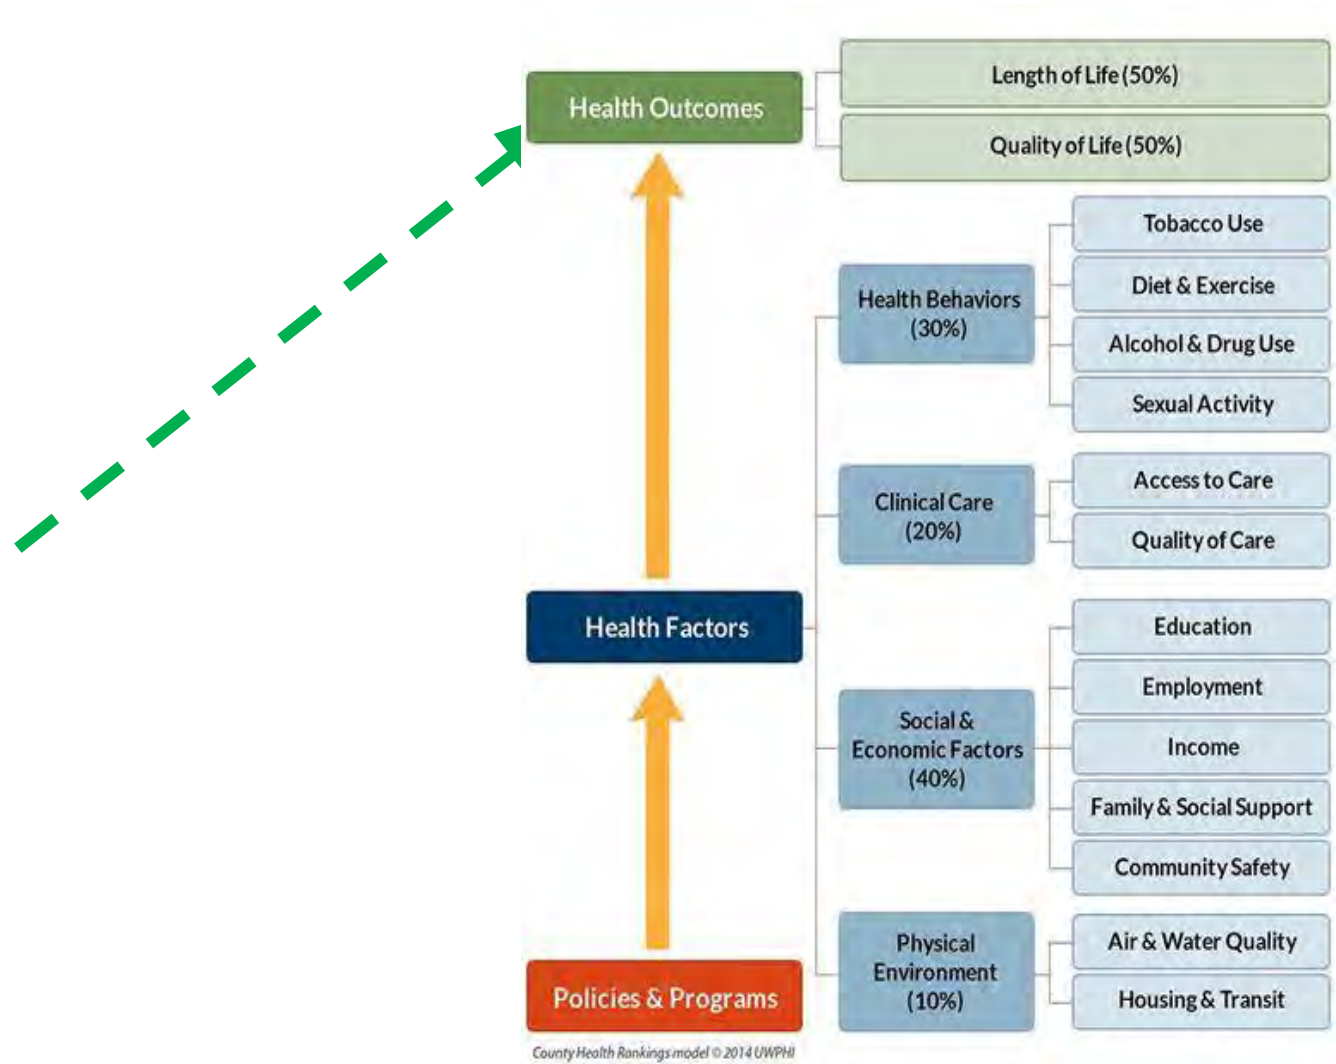 Health Outcomes
Length of Life (50%)
Quality of Life (50%)
Health Factors
Health Behaviors
(30%)
Tobacco Use
Diet & Exercise
Alcohol & Drug Use
Sexual Activity
Clinical Care
(20%)
Access to Care
Quality of Care
Social &
Economic Factors
(40%)
Education
Employment
Income
Family & Social Support
Community Safety
Physical
Environment
(10%)
Air & Water Quality
Housing & Transit
Policies & Programs
County Health Rankings model © 2014 UWPHI